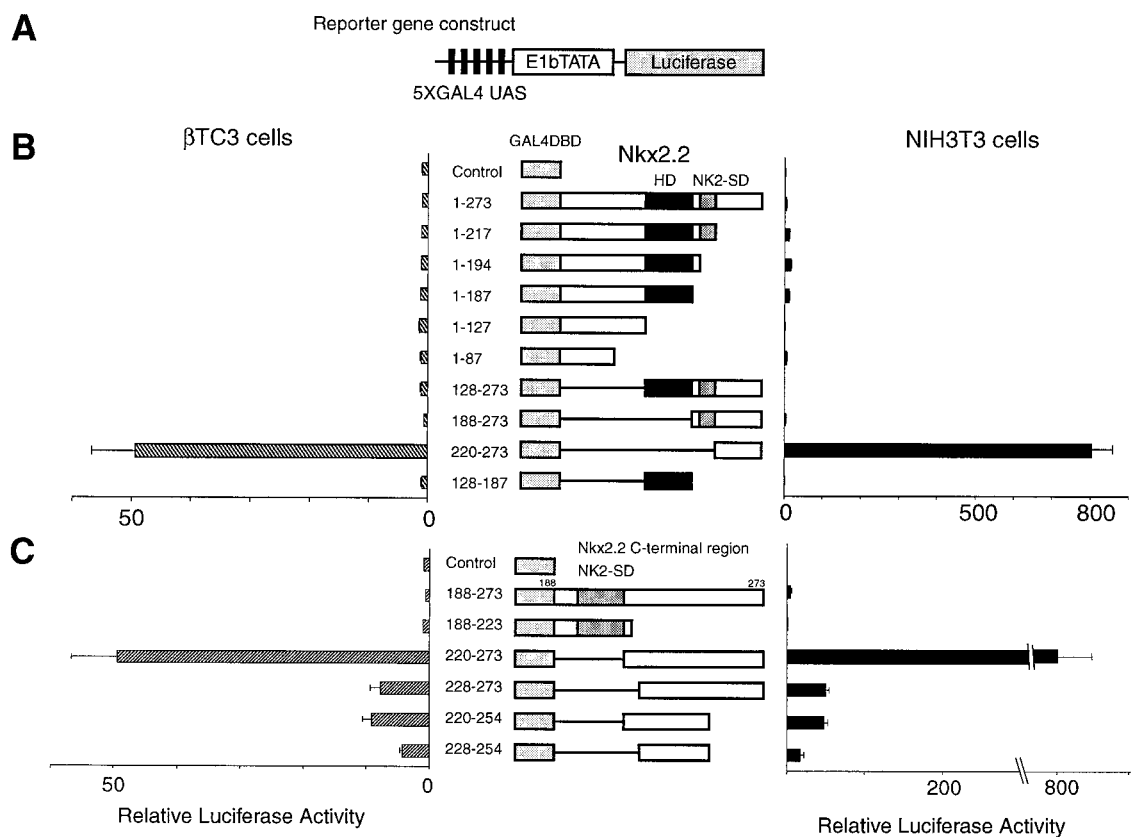 A
Reporter gene construct
E1bTATA
Luciferase
5XGAL4 UAS
B
βTC3 cells
NIH3T3 cells
GAL4DBD
Nkx2.2
HD
NK2-SD
Control
1-273
1-217
1-194
1-187
1-127
1-87
128-273
188-273
220-273
128-187
50
0
0
500
800
C
Nkx2.2 C-terminal region
NK2-SD
188
273
Control
188-273
188-223
220-273
228-273
220-254
228-254
50
0
200
800
Relative Luciferase Activity
Relative Luciferase Activity